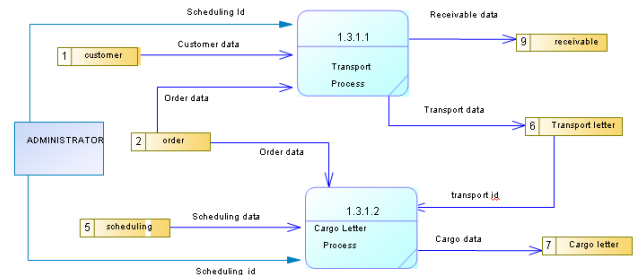 Scheduling Id
Receivable data
1.3.1.1
Customer data
9 receivable
1 customer
Transport
Process
Order data
Transport data
6 Transport letter
ADMINISTRATOR
2 order
Order data
transport id
1.3.1.2
Scheduling data
5 scheduling
Cargo Letter
Process
Cargo data
7 Cargo letter
Scheduling id